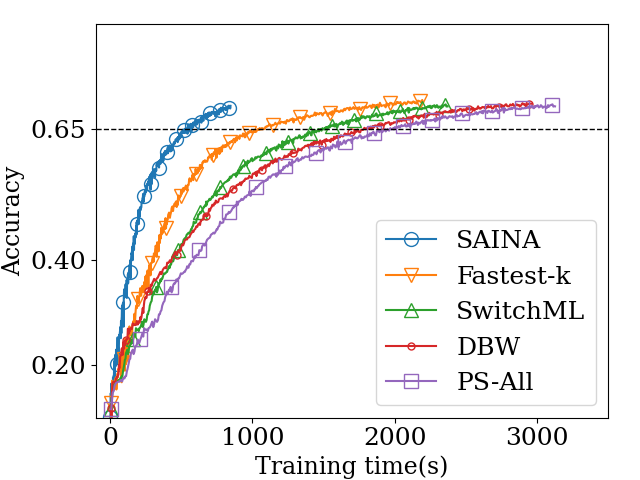 0.65
0.40
0.20
Accuracy
SAINA
Fastest-k
SwitchML
DBW
PS-All
0 1000 2000 3000
Training time(s)